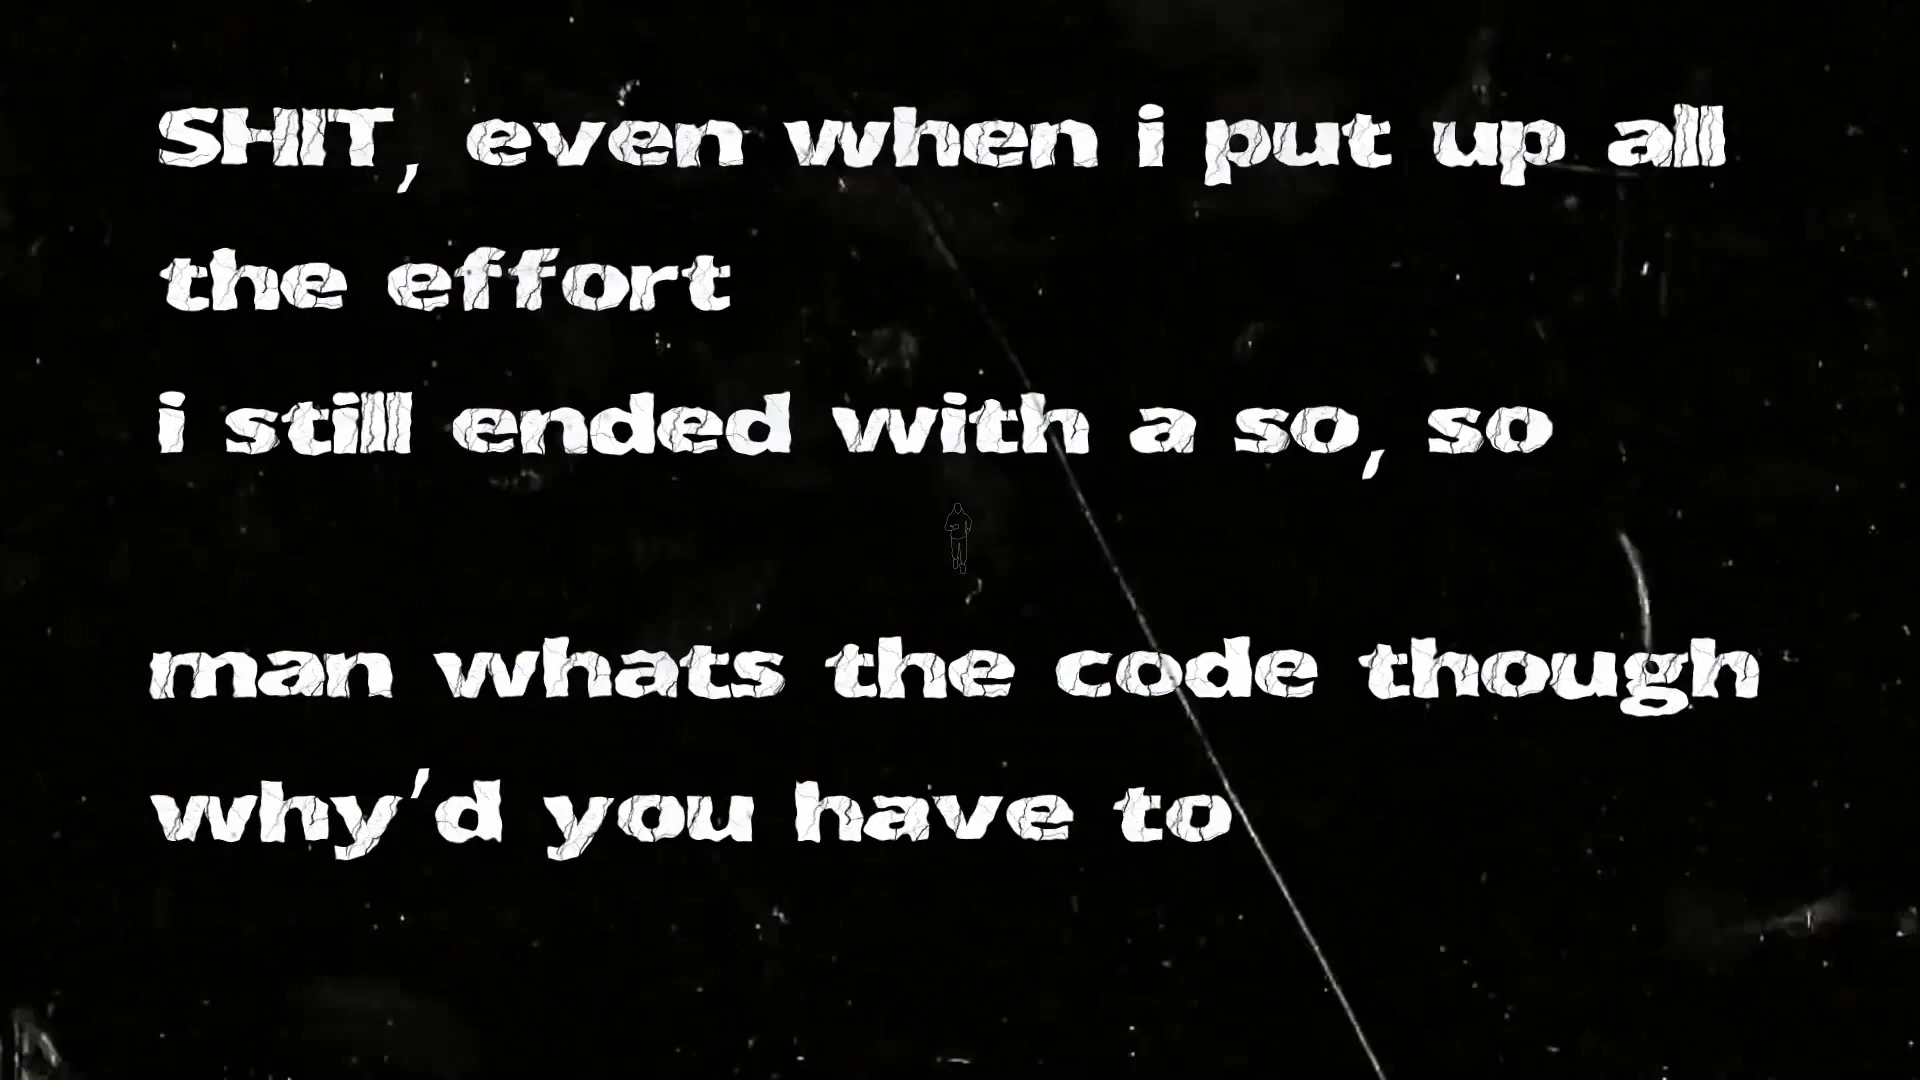 SHIT, even when i put up all
the effort
i still ended with a so, so
man whats the code though
why'd you have to